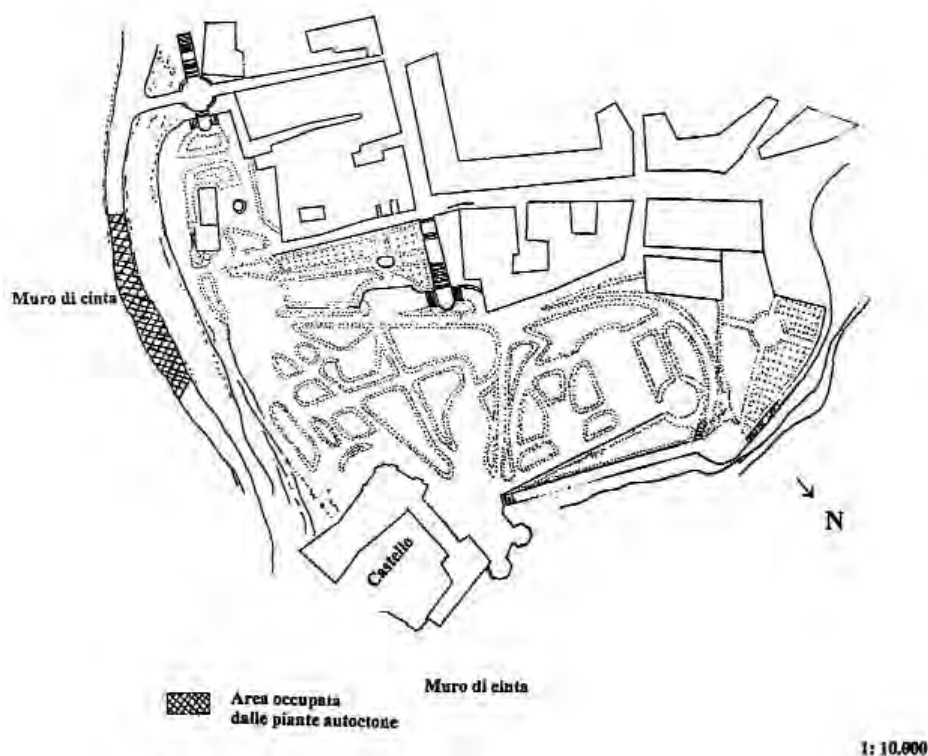 Muro di cinta
N
Castello
Muro di cinta
Area occupata
dalle piante autoctone
1: 10.000